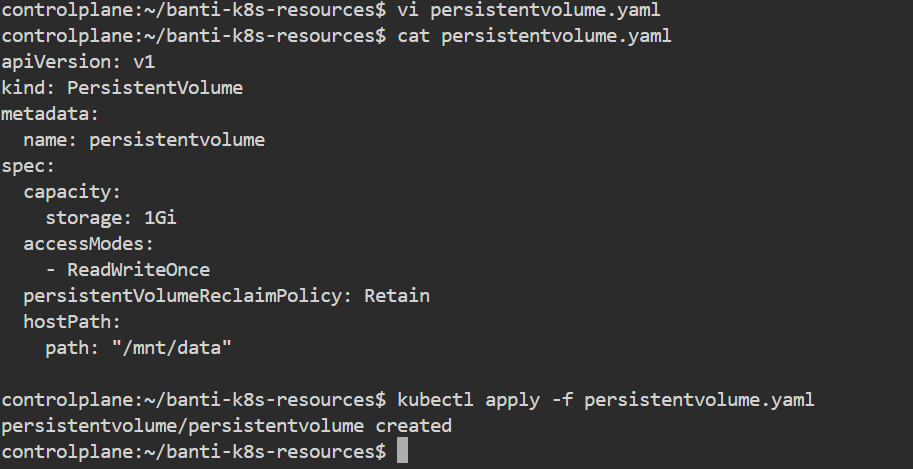 controlplane:~/banti-k8s-resources$ vi persistentvolume.yaml
controlplane:~/banti-k8s-resources$ cat persistentvolume.yaml
apiVersion: v1
kind: PersistentVolume
metadata:
  name: persistentvolume
spec:
  capacity:
    storage: 1Gi
  accessModes:
    - ReadWriteOnce
  persistentVolumeReclaimPolicy: Retain
  hostPath:
    path: "/mnt/data"

controlplane:~/banti-k8s-resources$ kubectl apply -f persistentvolume.yaml
persistentvolume/persistentvolume created
controlplane:~/banti-k8s-resources$